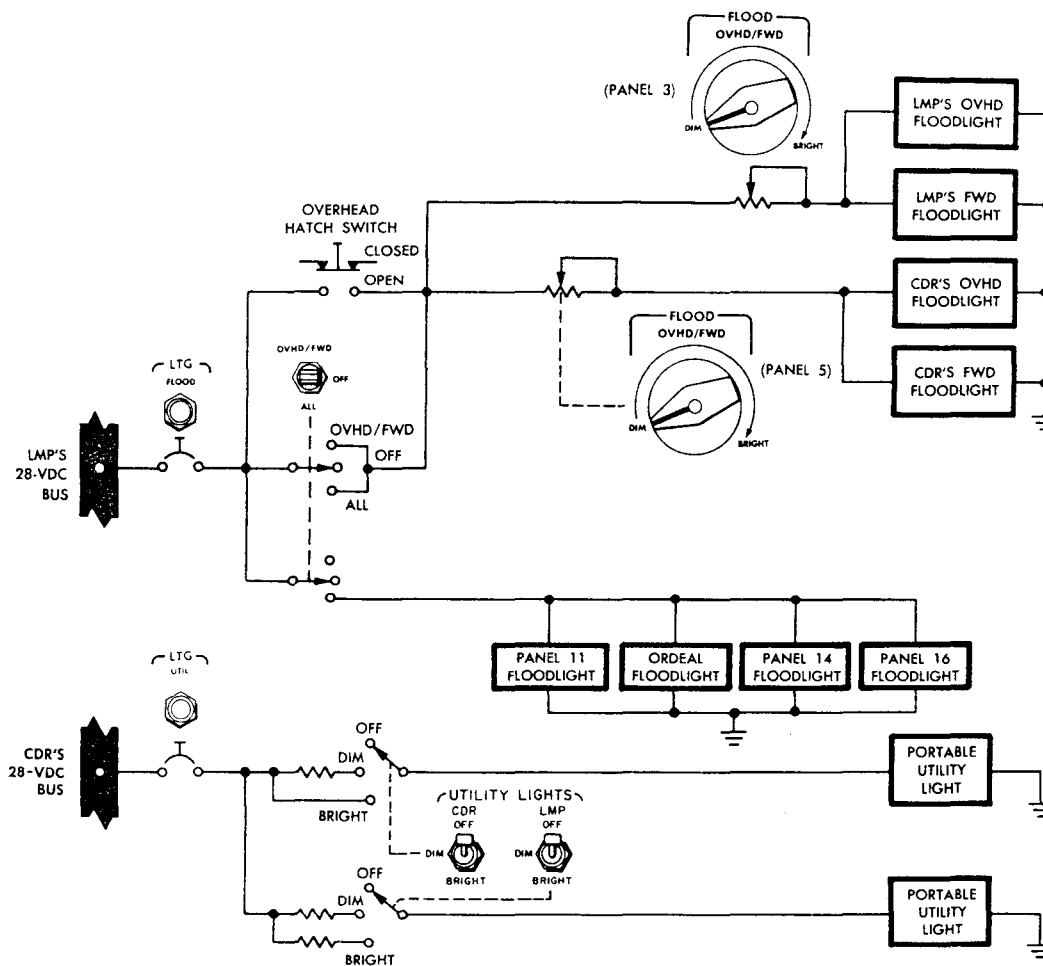 FLOOD
OVHD/FWD
(PANEL 3)
DIM
BRIGHT
LMP'S OVHD
FLOODLIGHT
LMP'S FWD
FLOODLIGHT
OVERHEAD
HATCH SWITCH
CLOSED
OPEN
CDR'S OVHD
FLOODLIGHT
FLOOD
OVHD/FWD
(PANEL 5)
DIM
BRIGHT
CDR'S FWD
FLOODLIGHT
OVHD/FWD
OFF
ALL
LTG
FLOOD
LMP'S
28-VDC
BUS
OVHD/FWD
OFF
ALL
PANEL 11
FLOODLIGHT
ORDEAL
FLOODLIGHT
PANEL 14
FLOODLIGHT
PANEL 16
FLOODLIGHT
LTG
UTIL
CDR'S
28-VDC
BUS
OFF
DIM
BRIGHT
PORTABLE
UTILITY
LIGHT
UTILITY LIGHTS
CDR
OFF
DIM
BRIGHT
LMP
OFF
DIM
BRIGHT
OFF
DIM
BRIGHT
PORTABLE
UTILITY
LIGHT